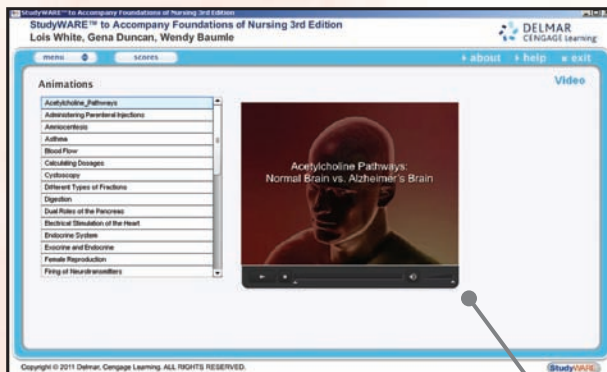 StudyWARE™ to Accompany Foundations of Nursing 3rd Edition
StudyWARE™ to Accompany Foundations of Nursing 3rd Edition
Lois White, Gena Duncan, Wendy Baumle
DELMAR
CENGAGE Learning
menu
scores
about
help
exit
Animations
Video
Acetylcholine_Pathways
Administering Parenteral Injections
Amniocentesis
Asthma
Blood Flow
Calculating Dosages
Cystoscopy
Different Types of Fractions
Digestion
Dual Roles of the Pancreas
Electrical Stimulation of the Heart
Endocrine System
Exocrine and Endocrine
Female Reproduction
Firing of Neurotransmitters
Acetylcholine Pathways:
Normal Brain vs. Alzheimer's Brain
Copyright © 2011 Delmar, Cengage Learning. ALL RIGHTS RESERVED.
StudyWARE